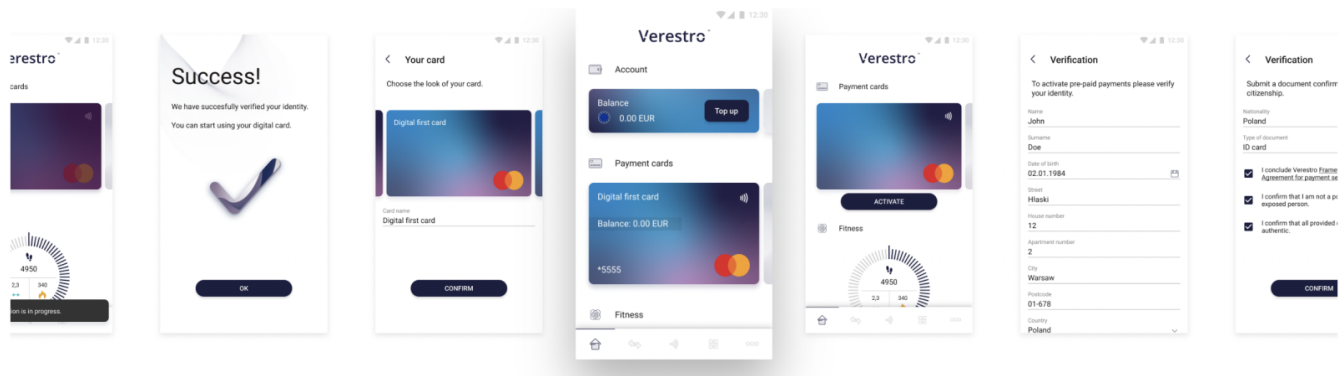 12:30
erestro
cards
4950
2,3 340
on is in progress.
Success!
We have succesfully verified your identity.
You can start using your digital card.
OK
12:30
Your card
Choose the look of your card.
Digital first card
Card name
Digital first card
CONFIRM
12:30
Verestro
Account
Balance
0.00 EUR
Top up
Payment cards
Digital first card
Balance: 0.00 EUR
*5555
Fitness
12:30
Verestro
Payment cards
ACTIVATE
Fitness
4950
2,3 340
12:30
Verification
To activate pre-paid payments please verify
your identity.
Name
John
Surname
Doe
Date of birth
02.01.1984
Street
Hlaski
House number
12
Apartment number
2
City
Warsaw
Postcode
01-678
Country
Poland
Verification
Submit a document confirm
citizenship.
Nationality
Poland
Type of document
ID card
I conclude Verestro Frame
Agreement for payment se
I confirm that I am not a po
exposed person.
I confirm that all provided
authentic.
CONFIRM